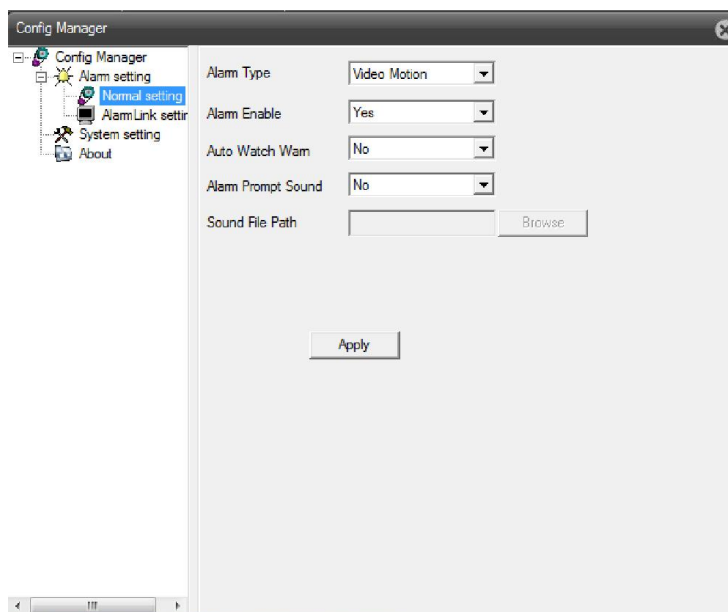 Config Manager
Config Manager
Alarm setting
Normal setting
AlarmLink settir
System setting
About
Alarm Type Video Motion
Alarm Enable Yes
Auto Watch Warn No
Alarm Prompt Sound No
Sound File Path Browse
Apply